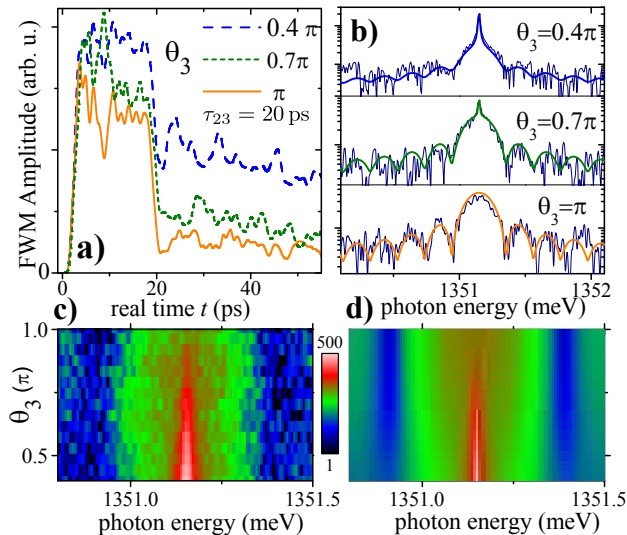 a)
FWM Amplitude (arb. u.)
0
θ₃
0.4 π
0.7π
π
τ₂₃ = 20 ps
0 20 40
real time t (ps)
b)
θ₃=0.4π
θ₃=0.7π
θ₃=π
1351 1352
photon energy (meV)
c)
θ₃ (π)
1.0
0.5
1351.0 1351.5
photon energy (meV)
500
1
d)
1351.0 1351.5
photon energy (meV)